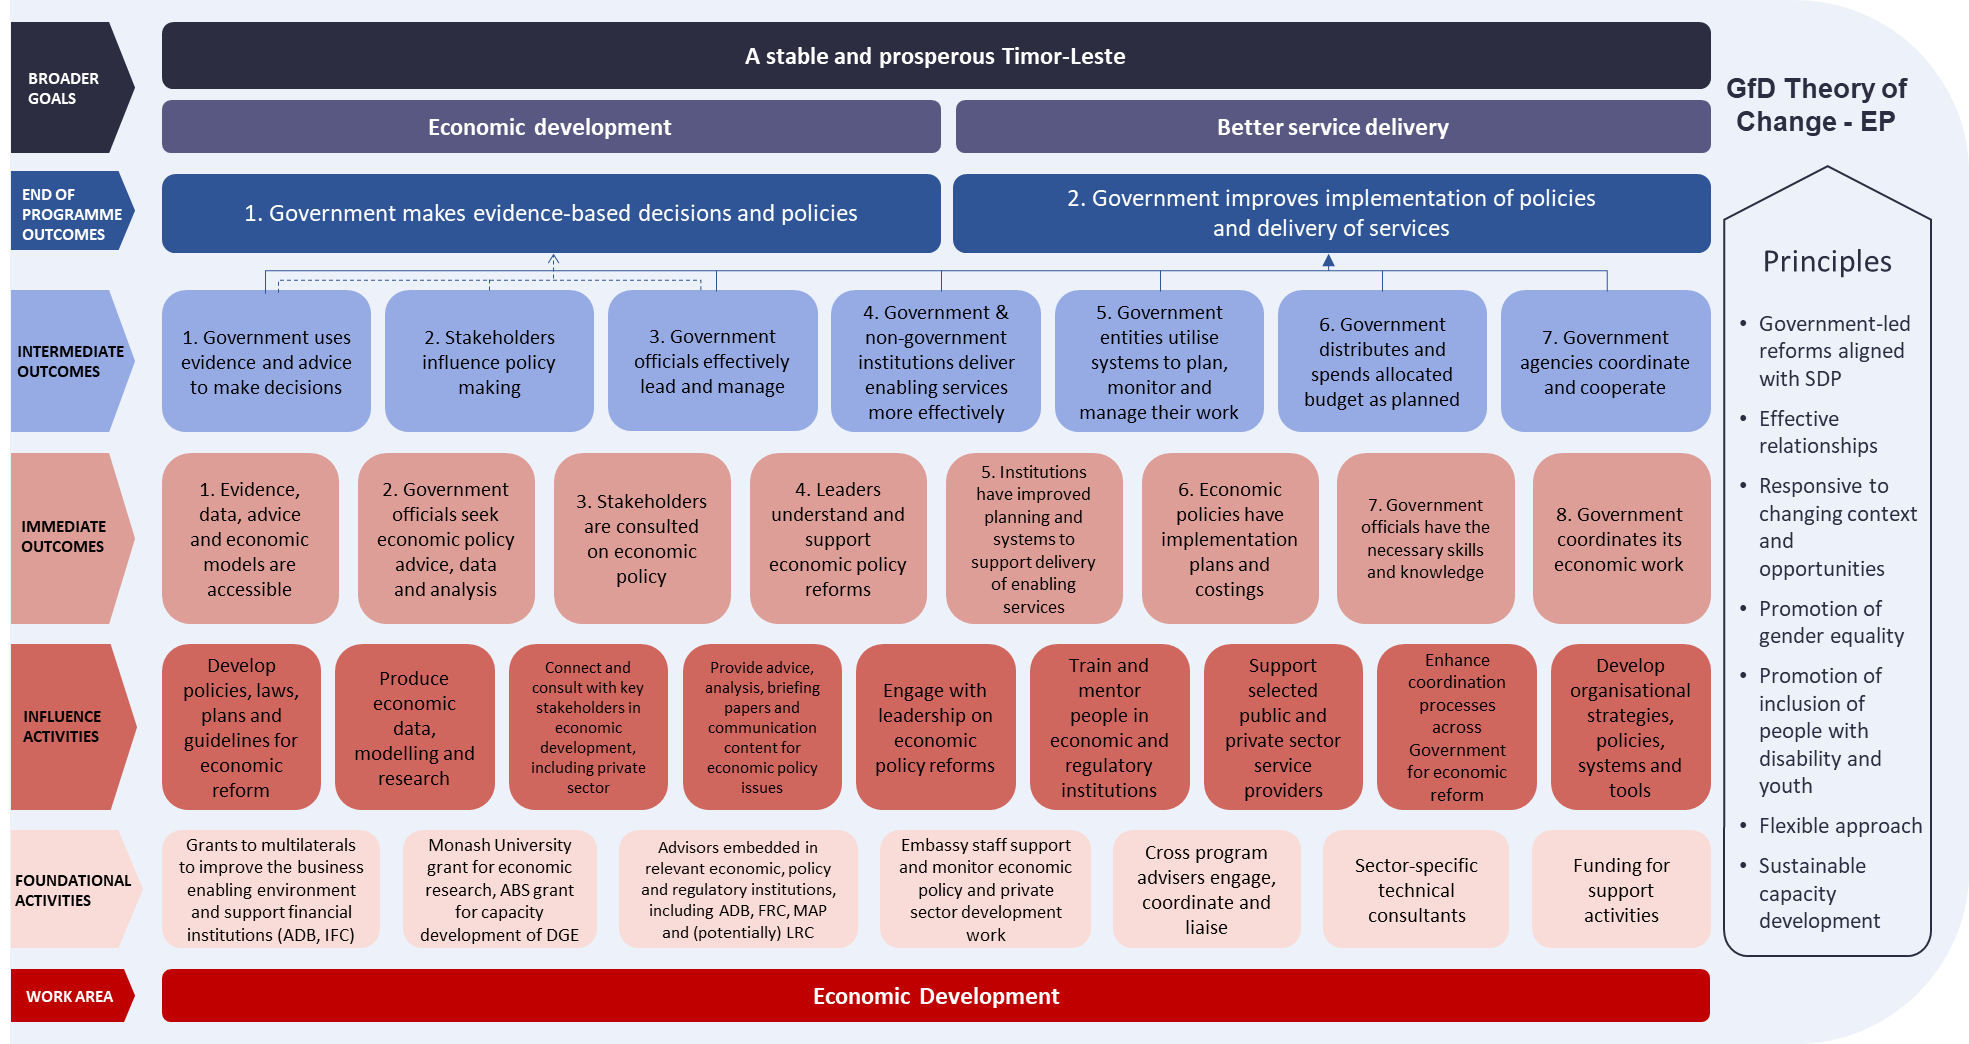 BROADER
GOALS
A stable and prosperous Timor-Leste
Economic development
Better service delivery
GfD Theory of
Change - EP
END OF
PROGRAMME
OUTCOMES
1. Government makes evidence-based decisions and policies
2. Government improves implementation of policies
and delivery of services
INTERMEDIATE
OUTCOMES
1. Government uses
evidence and advice
to make decisions
2. Stakeholders
influence policy
making
3. Government
officials effectively
lead and manage
4. Government &
non-government
institutions deliver
enabling services
more effectively
5. Government
entities utilise
systems to plan,
monitor and
manage their work
6. Government
distributes and
spends allocated
budget as planned
7. Government
agencies coordinate
and cooperate
IMMEDIATE
OUTCOMES
1. Evidence,
data, advice
and economic
models are
accessible
2. Government
officials seek
economic policy
advice, data
and analysis
3. Stakeholders
are consulted
on economic
policy
4. Leaders
understand and
support
economic policy
reforms
5. Institutions
have improved
planning and
systems to
support delivery
of enabling
services
6. Economic
policies have
implementation
plans and
costings
7. Government
officials have the
necessary skills
and knowledge
8. Government
coordinates its
economic work
INFLUENCE
ACTIVITIES
Develop
policies, laws,
plans and
guidelines for
economic
reform
Produce
economic
data,
modelling and
research
Connect and
consult with key
stakeholders in
economic
development,
including private
sector
Provide advice,
analysis, briefing
papers and
communication
content for
economic policy
issues
Engage with
leadership on
economic
policy reforms
Train and
mentor
people in
economic and
regulatory
institutions
Support
selected
public and
private sector
service
providers
Enhance
coordination
processes
across
Government
for economic
reform
Develop
organisational
strategies,
policies,
systems and
tools
FOUNDATIONAL
ACTIVITIES
Grants to multilaterals
to improve the business
enabling environment
and support financial
institutions (ADB, IFC)
Monash University
grant for economic
research, ABS grant
for capacity
development of DGE
Advisors embedded in
relevant economic, policy
and regulatory institutions,
including ADB, FRC, MAP
and (potentially) LRC
Embassy staff support
and monitor economic
policy and private
sector development
work
Cross program
advisers engage,
coordinate and
liaise
Sector-specific
technical
consultants
Funding for
support
activities
WORK AREA
Economic Development
Principles
• Government-led
reforms aligned
with SDP
• Effective
relationships
• Responsive to
changing context
and
opportunities
• Promotion of
gender equality
• Promotion of
inclusion of
people with
disability and
youth
• Flexible approach
• Sustainable
capacity
development